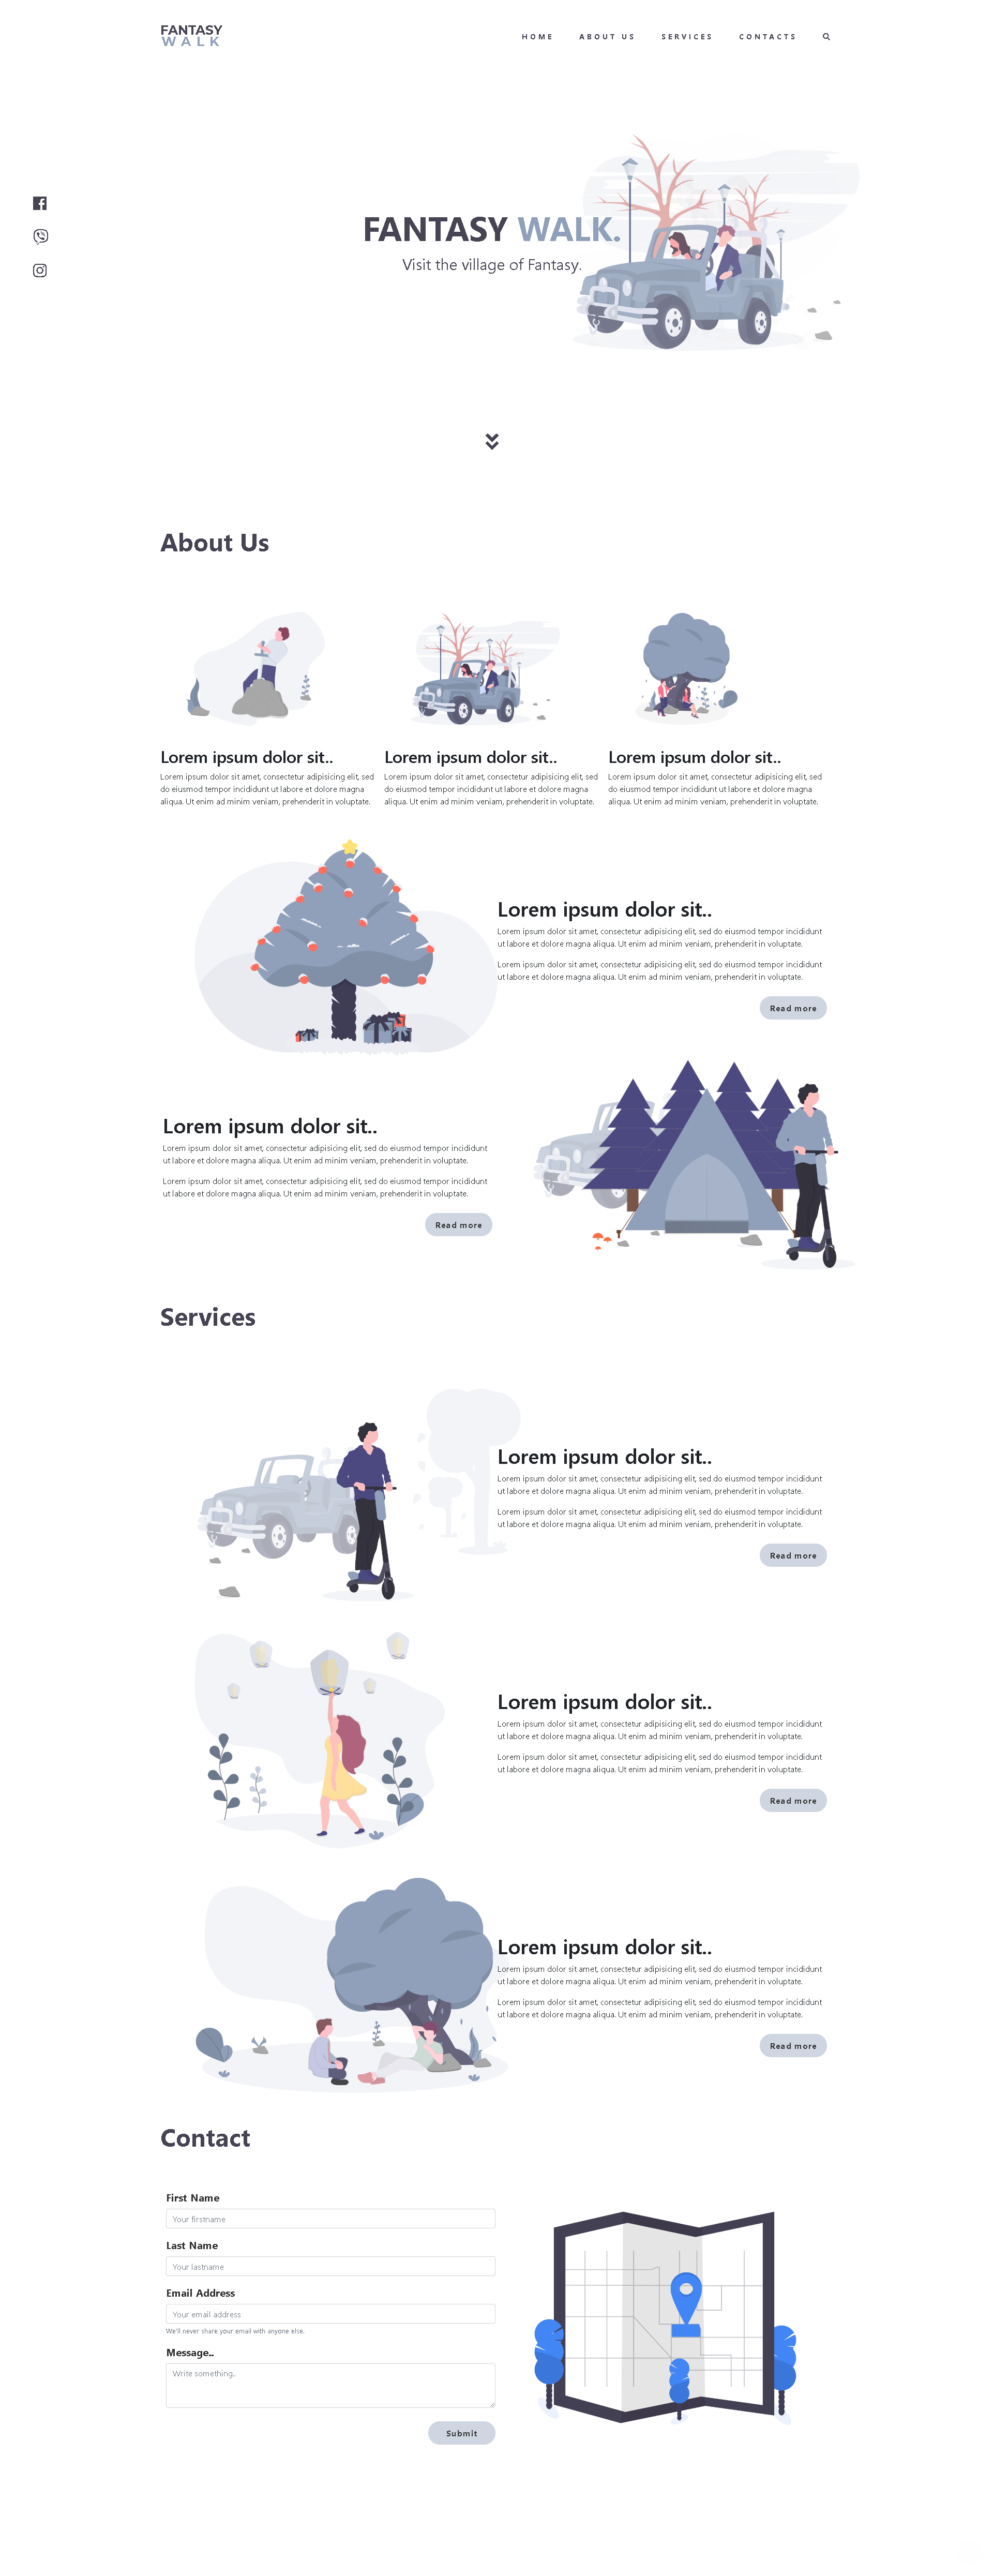 FANTASY
WALK
HOME ABOUT US SERVICES CONTACTS
FANTASY WALK.
Visit the village of Fantasy.
About Us
Lorem ipsum dolor sit..
Lorem ipsum dolor sit amet, consectetur adipisicing elit, sed
do eiusmod tempor incididunt ut labore et dolore magna
aliqua. Ut enim ad minim veniam, prehenderit in voluptate.
Lorem ipsum dolor sit..
Lorem ipsum dolor sit amet, consectetur adipisicing elit, sed
do eiusmod tempor incididunt ut labore et dolore magna
aliqua. Ut enim ad minim veniam, prehenderit in voluptate.
Lorem ipsum dolor sit..
Lorem ipsum dolor sit amet, consectetur adipisicing elit, sed
do eiusmod tempor incididunt ut labore et dolore magna
aliqua. Ut enim ad minim veniam, prehenderit in voluptate.
Lorem ipsum dolor sit..
Lorem ipsum dolor sit amet, consectetur adipisicing elit, sed do eiusmod tempor incididunt
ut labore et dolore magna aliqua. Ut enim ad minim veniam, prehenderit in voluptate.
Lorem ipsum dolor sit amet, consectetur adipisicing elit, sed do eiusmod tempor incididunt
ut labore et dolore magna aliqua. Ut enim ad minim veniam, prehenderit in voluptate.
Read more
Lorem ipsum dolor sit..
Lorem ipsum dolor sit amet, consectetur adipisicing elit, sed do eiusmod tempor incididunt
ut labore et dolore magna aliqua. Ut enim ad minim veniam, prehenderit in voluptate.
Lorem ipsum dolor sit amet, consectetur adipisicing elit, sed do eiusmod tempor incididunt
ut labore et dolore magna aliqua. Ut enim ad minim veniam, prehenderit in voluptate.
Read more
Services
Lorem ipsum dolor sit..
Lorem ipsum dolor sit amet, consectetur adipisicing elit, sed do eiusmod tempor incididunt
ut labore et dolore magna aliqua. Ut enim ad minim veniam, prehenderit in voluptate.
Lorem ipsum dolor sit amet, consectetur adipisicing elit, sed do eiusmod tempor incididunt
ut labore et dolore magna aliqua. Ut enim ad minim veniam, prehenderit in voluptate.
Read more
Lorem ipsum dolor sit..
Lorem ipsum dolor sit amet, consectetur adipisicing elit, sed do eiusmod tempor incididunt
ut labore et dolore magna aliqua. Ut enim ad minim veniam, prehenderit in voluptate.
Lorem ipsum dolor sit amet, consectetur adipisicing elit, sed do eiusmod tempor incididunt
ut labore et dolore magna aliqua. Ut enim ad minim veniam, prehenderit in voluptate.
Read more
Lorem ipsum dolor sit..
Lorem ipsum dolor sit amet, consectetur adipisicing elit, sed do eiusmod tempor incididunt
ut labore et dolore magna aliqua. Ut enim ad minim veniam, prehenderit in voluptate.
Lorem ipsum dolor sit amet, consectetur adipisicing elit, sed do eiusmod tempor incididunt
ut labore et dolore magna aliqua. Ut enim ad minim veniam, prehenderit in voluptate.
Read more
Contact
First Name
Your firstname
Last Name
Your lastname
Email Address
Your email address
We'll never share your email with anyone else.
Message..
Write something..
Submit